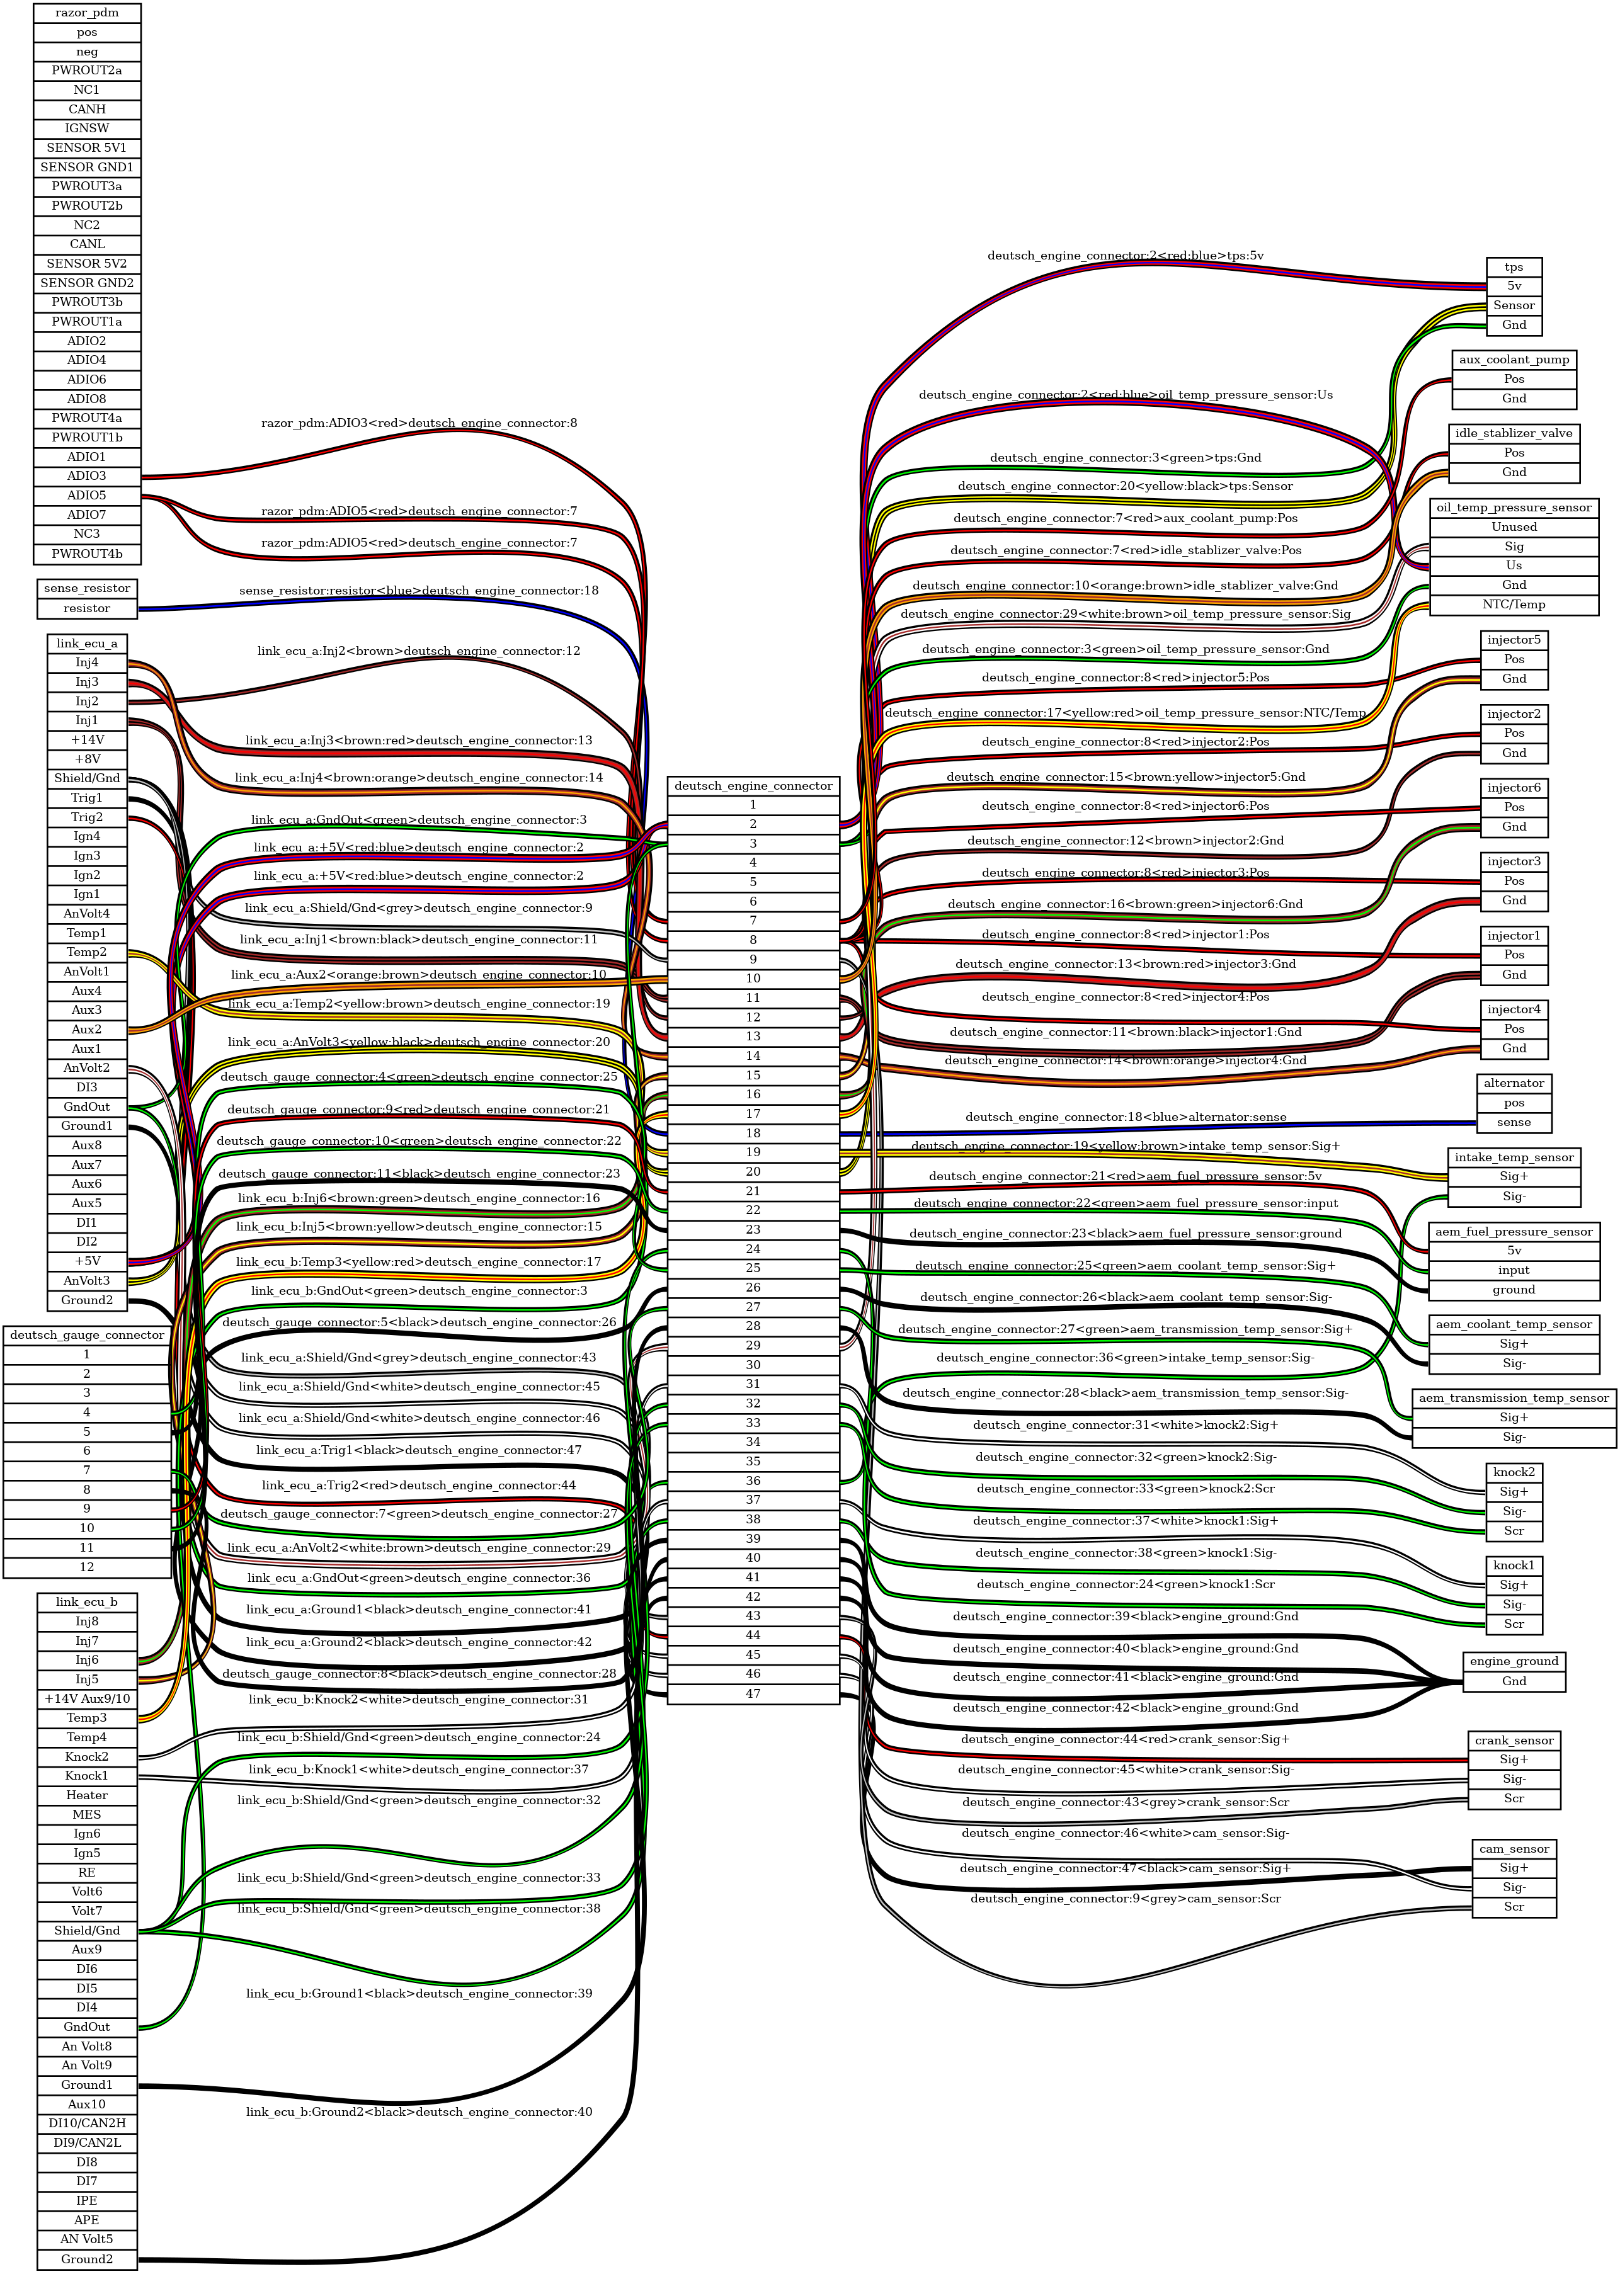 razor_pdm
pos
neg
PWROUT2a
NC1
CANH
IGNSW
SENSOR 5V1
SENSOR GND1
PWROUT3a
PWROUT2b
NC2
CANL
SENSOR 5V2
SENSOR GND2
PWROUT3b
PWROUT1a
ADIO2
ADIO4
ADIO6
ADIO8
PWROUT4a
PWROUT1b
ADIO1
ADIO3
ADIO5
ADIO7
NC3
PWROUT4b
sense_resistor
resistor
link_ecu_a
Inj4
Inj3
Inj2
Inj1
+14V
+8V
Shield/Gnd
Trig1
Trig2
Ign4
Ign3
Ign2
Ign1
AnVolt4
Temp1
Temp2
AnVolt1
Aux4
Aux3
Aux2
Aux1
AnVolt2
DI3
GndOut
Ground1
Aux8
Aux7
Aux6
Aux5
DI1
DI2
+5V
AnVolt3
Ground2
deutsch_gauge_connector
1
2
3
4
5
6
7
8
9
10
11
12
link_ecu_b
Inj8
Inj7
Inj6
Inj5
+14V Aux9/10
Temp3
Temp4
Knock2
Knock1
Heater
MES
Ign6
Ign5
RE
Volt6
Volt7
Shield/Gnd
Aux9
DI6
DI5
DI4
GndOut
An Volt8
An Volt9
Ground1
Aux10
DI10/CAN2H
DI9/CAN2L
DI8
DI7
IPE
APE
AN Volt5
Ground2
razor_pdm:ADIO3<red>deutsch_engine_connector:8
razor_pdm:ADIO5<red>deutsch_engine_connector:7
razor_pdm:ADIO5<red>deutsch_engine_connector:7
sense_resistor:resistor<blue>deutsch_engine_connector:18
link_ecu_a:Inj2<brown>deutsch_engine_connector:12
link_ecu_a:Inj3<brown:red>deutsch_engine_connector:13
link_ecu_a:Inj4<brown:orange>deutsch_engine_connector:14
link_ecu_a:GndOut<green>deutsch_engine_connector:3
link_ecu_a:+5V<red:blue>deutsch_engine_connector:2
link_ecu_a:+5V<red:blue>deutsch_engine_connector:2
link_ecu_a:Shield/Gnd<grey>deutsch_engine_connector:9
link_ecu_a:Inj1<brown:black>deutsch_engine_connector:11
link_ecu_a:Aux2<orange:brown>deutsch_engine_connector:10
link_ecu_a:Temp2<yellow:brown>deutsch_engine_connector:19
link_ecu_a:AnVolt3<yellow:black>deutsch_engine_connector:20
deutsch_gauge_connector:4<green>deutsch_engine_connector:25
deutsch_gauge_connector:9<red>deutsch_engine_connector:21
deutsch_gauge_connector:10<green>deutsch_engine_connector:22
deutsch_gauge_connector:11<black>deutsch_engine_connector:23
link_ecu_b:Inj6<brown:green>deutsch_engine_connector:16
link_ecu_b:Inj5<brown:yellow>deutsch_engine_connector:15
link_ecu_b:Temp3<yellow:red>deutsch_engine_connector:17
link_ecu_b:GndOut<green>deutsch_engine_connector:3
deutsch_gauge_connector:5<black>deutsch_engine_connector:26
link_ecu_a:Shield/Gnd<grey>deutsch_engine_connector:43
link_ecu_a:Shield/Gnd<white>deutsch_engine_connector:45
link_ecu_a:Shield/Gnd<white>deutsch_engine_connector:46
link_ecu_a:Trig1<black>deutsch_engine_connector:47
link_ecu_a:Trig2<red>deutsch_engine_connector:44
deutsch_gauge_connector:7<green>deutsch_engine_connector:27
link_ecu_a:AnVolt2<white:brown>deutsch_engine_connector:29
link_ecu_a:GndOut<green>deutsch_engine_connector:36
link_ecu_a:Ground1<black>deutsch_engine_connector:41
link_ecu_a:Ground2<black>deutsch_engine_connector:42
deutsch_gauge_connector:8<black>deutsch_engine_connector:28
link_ecu_b:Knock2<white>deutsch_engine_connector:31
link_ecu_b:Shield/Gnd<green>deutsch_engine_connector:24
link_ecu_b:Knock1<white>deutsch_engine_connector:37
link_ecu_b:Shield/Gnd<green>deutsch_engine_connector:32
link_ecu_b:Shield/Gnd<green>deutsch_engine_connector:33
link_ecu_b:Shield/Gnd<green>deutsch_engine_connector:38
link_ecu_b:Ground1<black>deutsch_engine_connector:39
link_ecu_b:Ground2<black>deutsch_engine_connector:40
deutsch_engine_connector
1
2
3
4
5
6
7
8
9
10
11
12
13
14
15
16
17
18
19
20
21
22
23
24
25
26
27
28
29
30
31
32
33
34
35
36
37
38
39
40
41
42
43
44
45
46
47
deutsch_engine_connector:2<red:blue>tps:5v
deutsch_engine_connector:2<red:blue>oil_temp_pressure_sensor:Us
deutsch_engine_connector:3<green>tps:Gnd
deutsch_engine_connector:20<yellow:black>tps:Sensor
deutsch_engine_connector:7<red>aux_coolant_pump:Pos
deutsch_engine_connector:7<red>idle_stablizer_valve:Pos
deutsch_engine_connector:10<orange:brown>idle_stablizer_valve:Gnd
deutsch_engine_connector:29<white:brown>oil_temp_pressure_sensor:Sig
deutsch_engine_connector:3<green>oil_temp_pressure_sensor:Gnd
deutsch_engine_connector:8<red>injector5:Pos
deutsch_engine_connector:17<yellow:red>oil_temp_pressure_sensor:NTC/Temp
deutsch_engine_connector:8<red>injector2:Pos
deutsch_engine_connector:15<brown:yellow>injector5:Gnd
deutsch_engine_connector:8<red>injector6:Pos
deutsch_engine_connector:12<brown>injector2:Gnd
deutsch_engine_connector:8<red>injector3:Pos
deutsch_engine_connector:16<brown:green>injector6:Gnd
deutsch_engine_connector:8<red>injector1:Pos
deutsch_engine_connector:13<brown:red>injector3:Gnd
deutsch_engine_connector:8<red>injector4:Pos
deutsch_engine_connector:11<brown:black>injector1:Gnd
deutsch_engine_connector:14<brown:orange>injector4:Gnd
deutsch_engine_connector:18<blue>alternator:sense
deutsch_engine_connector:19<yellow:brown>intake_temp_sensor:Sig+
deutsch_engine_connector:21<red>aem_fuel_pressure_sensor:5v
deutsch_engine_connector:22<green>aem_fuel_pressure_sensor:input
deutsch_engine_connector:23<black>aem_fuel_pressure_sensor:ground
deutsch_engine_connector:25<green>aem_coolant_temp_sensor:Sig+
deutsch_engine_connector:26<black>aem_coolant_temp_sensor:Sig-
deutsch_engine_connector:27<green>aem_transmission_temp_sensor:Sig+
deutsch_engine_connector:36<green>intake_temp_sensor:Sig-
deutsch_engine_connector:28<black>aem_transmission_temp_sensor:Sig-
deutsch_engine_connector:31<white>knock2:Sig+
deutsch_engine_connector:32<green>knock2:Sig-
deutsch_engine_connector:33<green>knock2:Scr
deutsch_engine_connector:37<white>knock1:Sig+
deutsch_engine_connector:38<green>knock1:Sig-
deutsch_engine_connector:24<green>knock1:Scr
deutsch_engine_connector:39<black>engine_ground:Gnd
deutsch_engine_connector:40<black>engine_ground:Gnd
deutsch_engine_connector:41<black>engine_ground:Gnd
deutsch_engine_connector:42<black>engine_ground:Gnd
deutsch_engine_connector:44<red>crank_sensor:Sig+
deutsch_engine_connector:45<white>crank_sensor:Sig-
deutsch_engine_connector:43<grey>crank_sensor:Scr
deutsch_engine_connector:46<white>cam_sensor:Sig-
deutsch_engine_connector:47<black>cam_sensor:Sig+
deutsch_engine_connector:9<grey>cam_sensor:Scr
tps
5v
Sensor
Gnd
aux_coolant_pump
Pos
Gnd
idle_stablizer_valve
Pos
Gnd
oil_temp_pressure_sensor
Unused
Sig
Us
Gnd
NTC/Temp
injector5
Pos
Gnd
injector2
Pos
Gnd
injector6
Pos
Gnd
injector3
Pos
Gnd
injector1
Pos
Gnd
injector4
Pos
Gnd
alternator
pos
sense
intake_temp_sensor
Sig+
Sig-
aem_fuel_pressure_sensor
5v
input
ground
aem_coolant_temp_sensor
Sig+
Sig-
aem_transmission_temp_sensor
Sig+
Sig-
knock2
Sig+
Sig-
Scr
knock1
Sig+
Sig-
Scr
engine_ground
Gnd
crank_sensor
Sig+
Sig-
Scr
cam_sensor
Sig+
Sig-
Scr